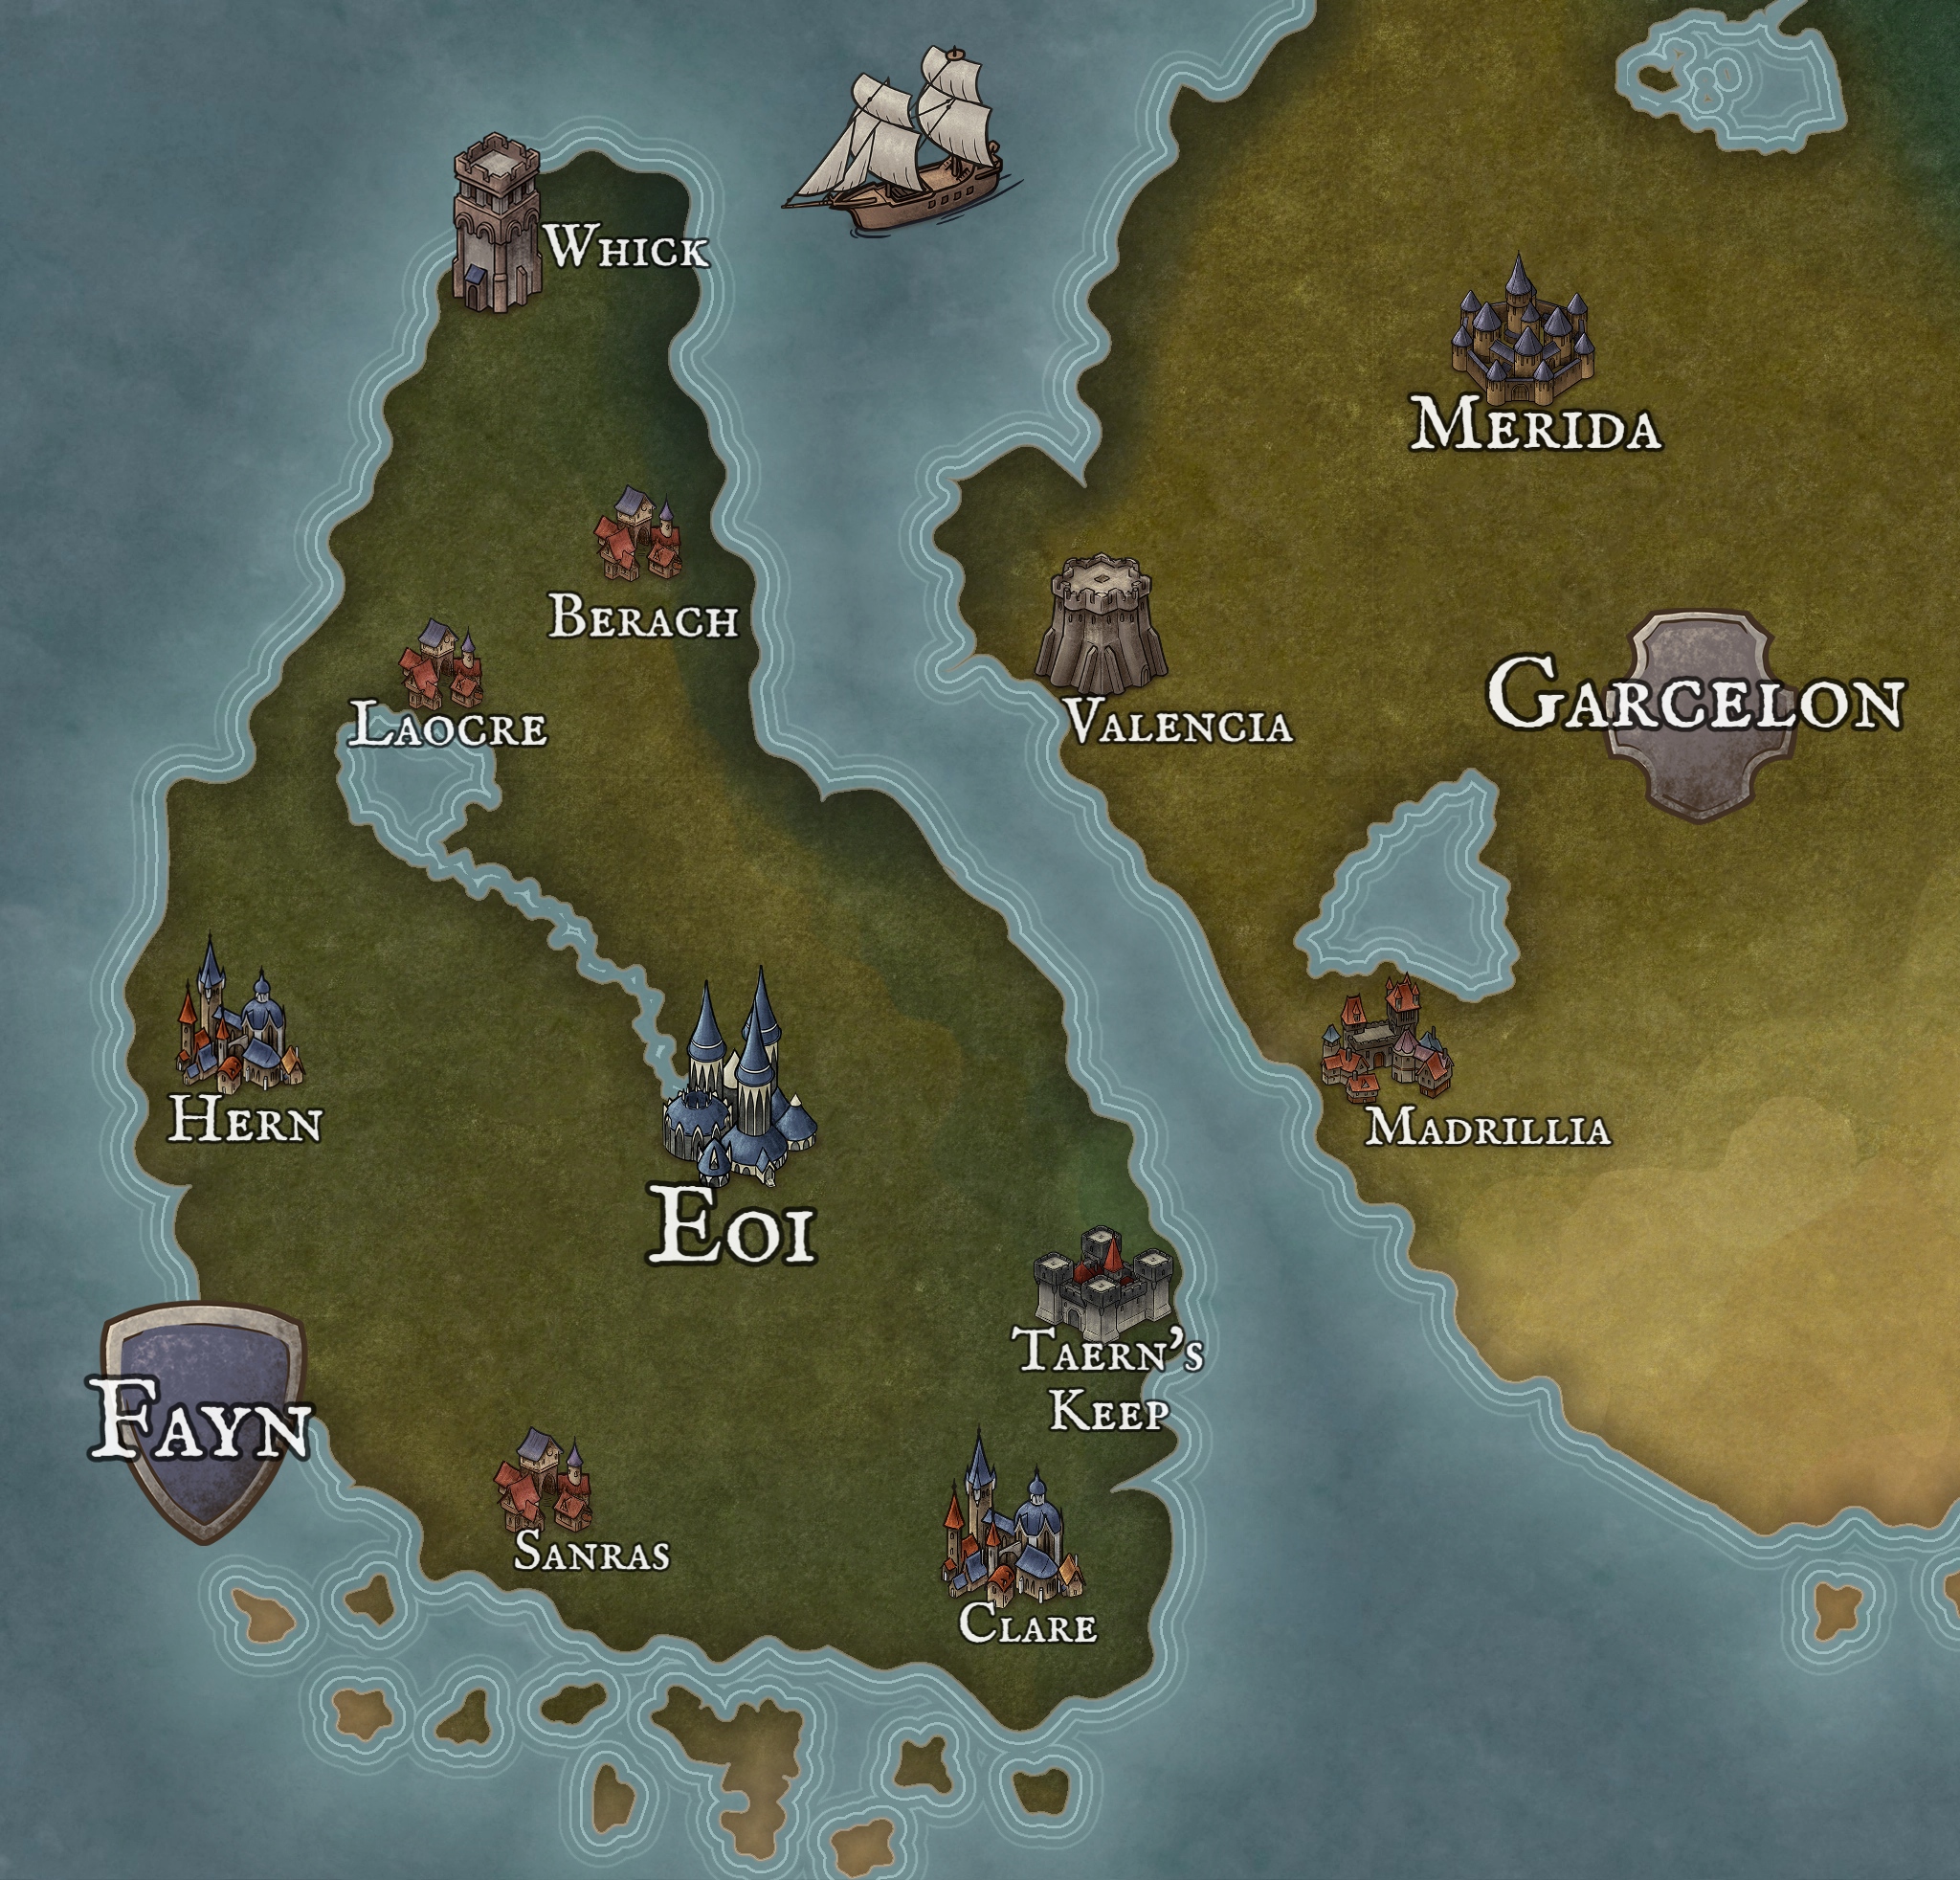 Whick
Merida
Berach
Laocre
Valencia
Garcelon
Hern
Madrillia
Eoi
Taern's
Keep
Fayn
Sanras
Clare